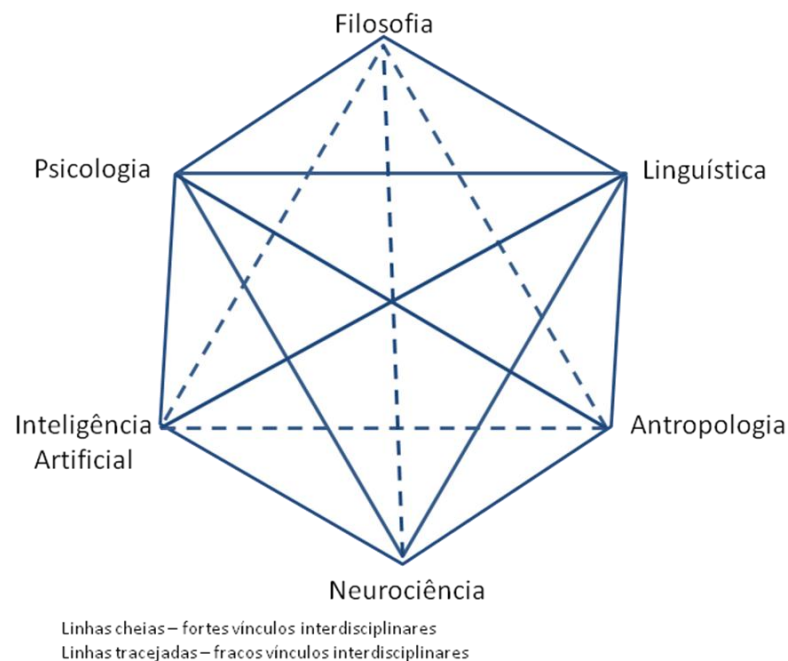 Filosofia
Psicologia
Linguística
Inteligência
Artificial
Antropologia
Neurociência
Linhas cheias – fortes vínculos interdisciplinares
Linhas tracejadas – fracos vínculos interdisciplinares